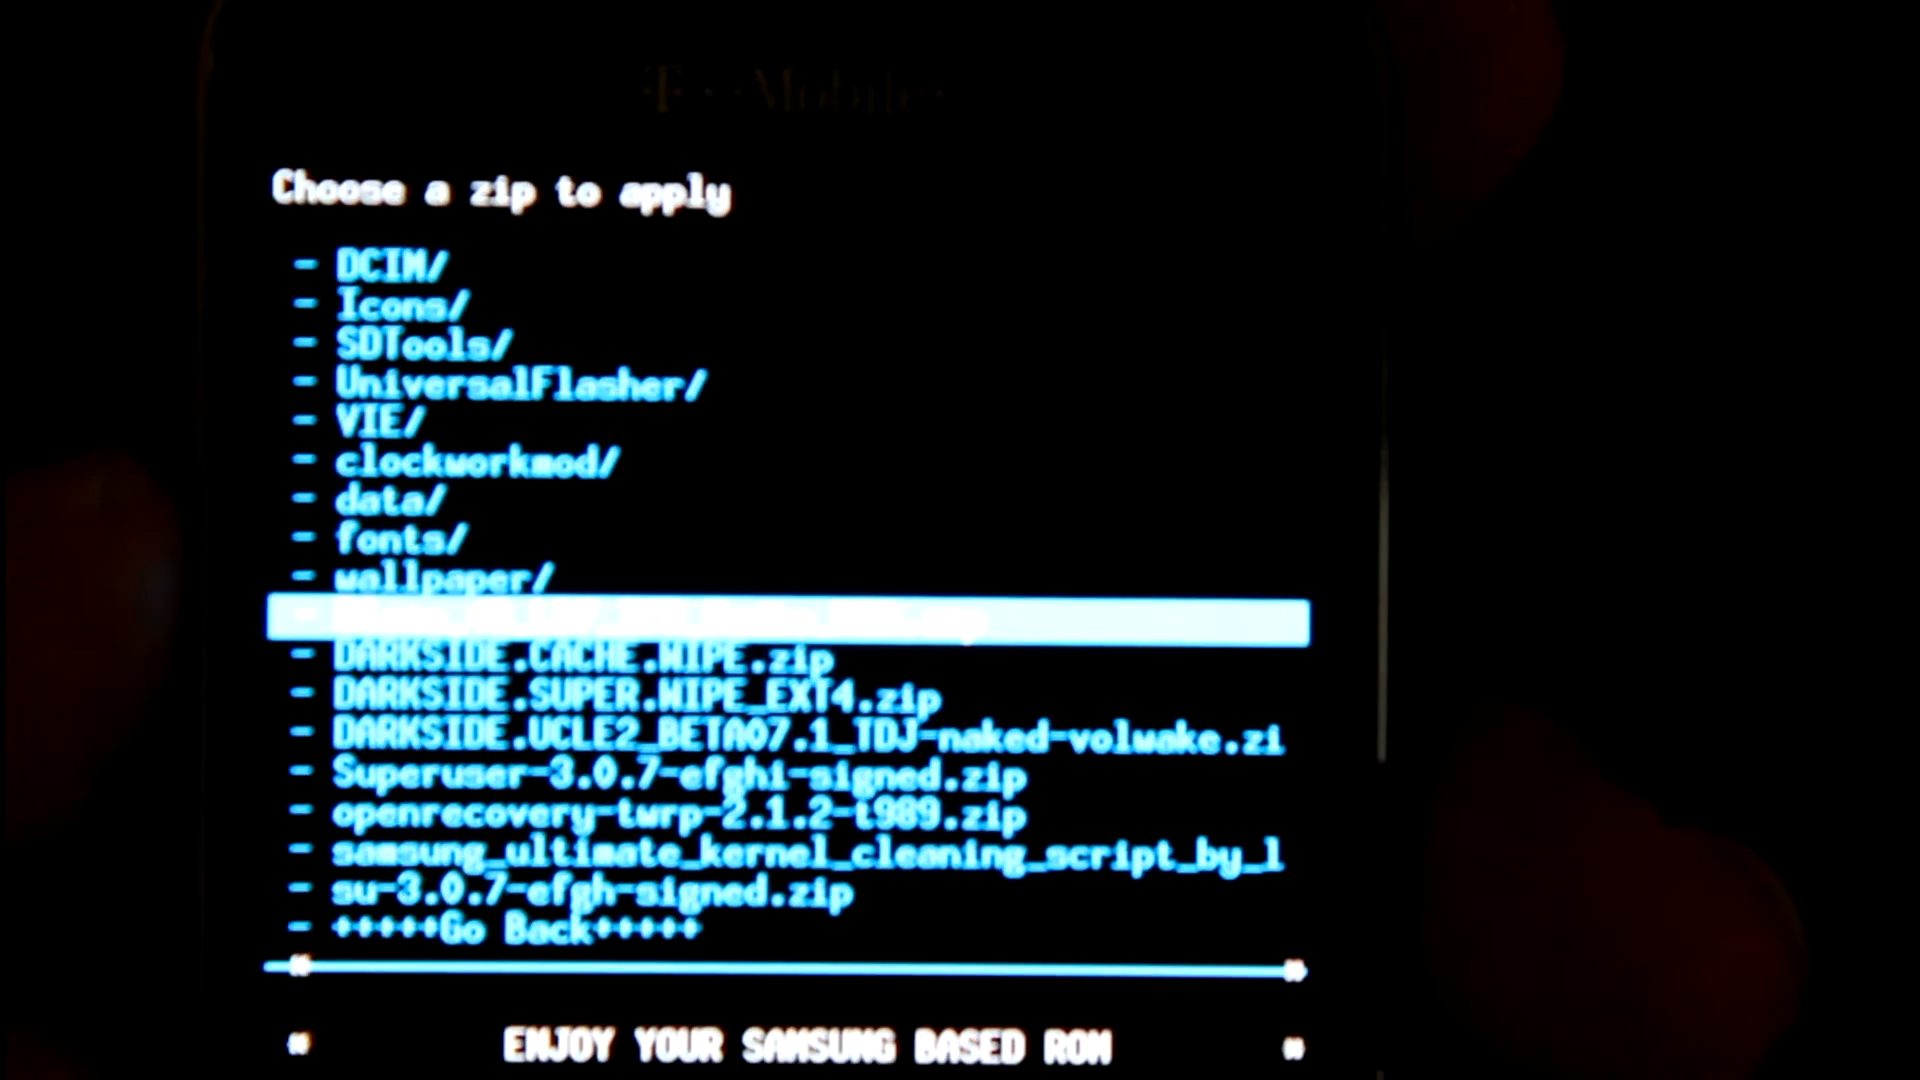 T··Mobile·
Choose a zip to apply
- DCIM/
- Icons/
- SDTools/
- UniversalFlasher/
- VIE/
- clockworkmod/
- data/
- fonts/
- wallpaper/
- DARKSIDE.CACHE.WIPE.zip
- DARKSIDE.SUPER.WIPE_EXT4.zip
- DARKSIDE.UCLE2_BETA07.1_TDJ-naked-volwake.zi
- Superuser-3.0.7-efghi-signed.zip
- openrecovery-twrp-2.1.2-t989.zip
- samsung_ultimate_kernel_cleaning_script_by_l
- su-3.0.7-efgh-signed.zip
- +++++Go Back+++++
# #
# ENJOY YOUR SAMSUNG BASED ROM #